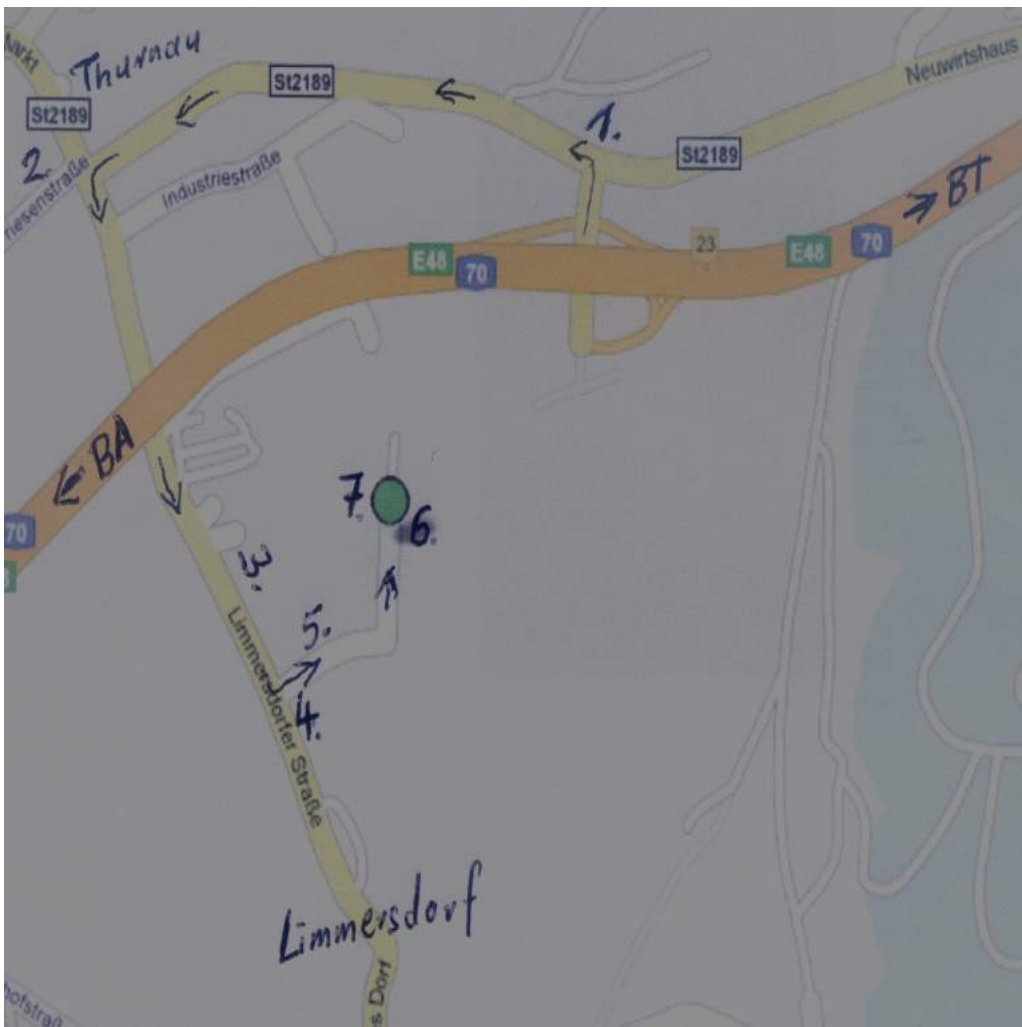 Markt
Thurnau
St2189
St2189
Neuwirtshaus
1.
St2189
2.
Industriestraße
BT
23
E48
70
E48
70
BA
7.
6.
70
3.
5.
Limmersdorfer Straße
4.
Limmersdorf